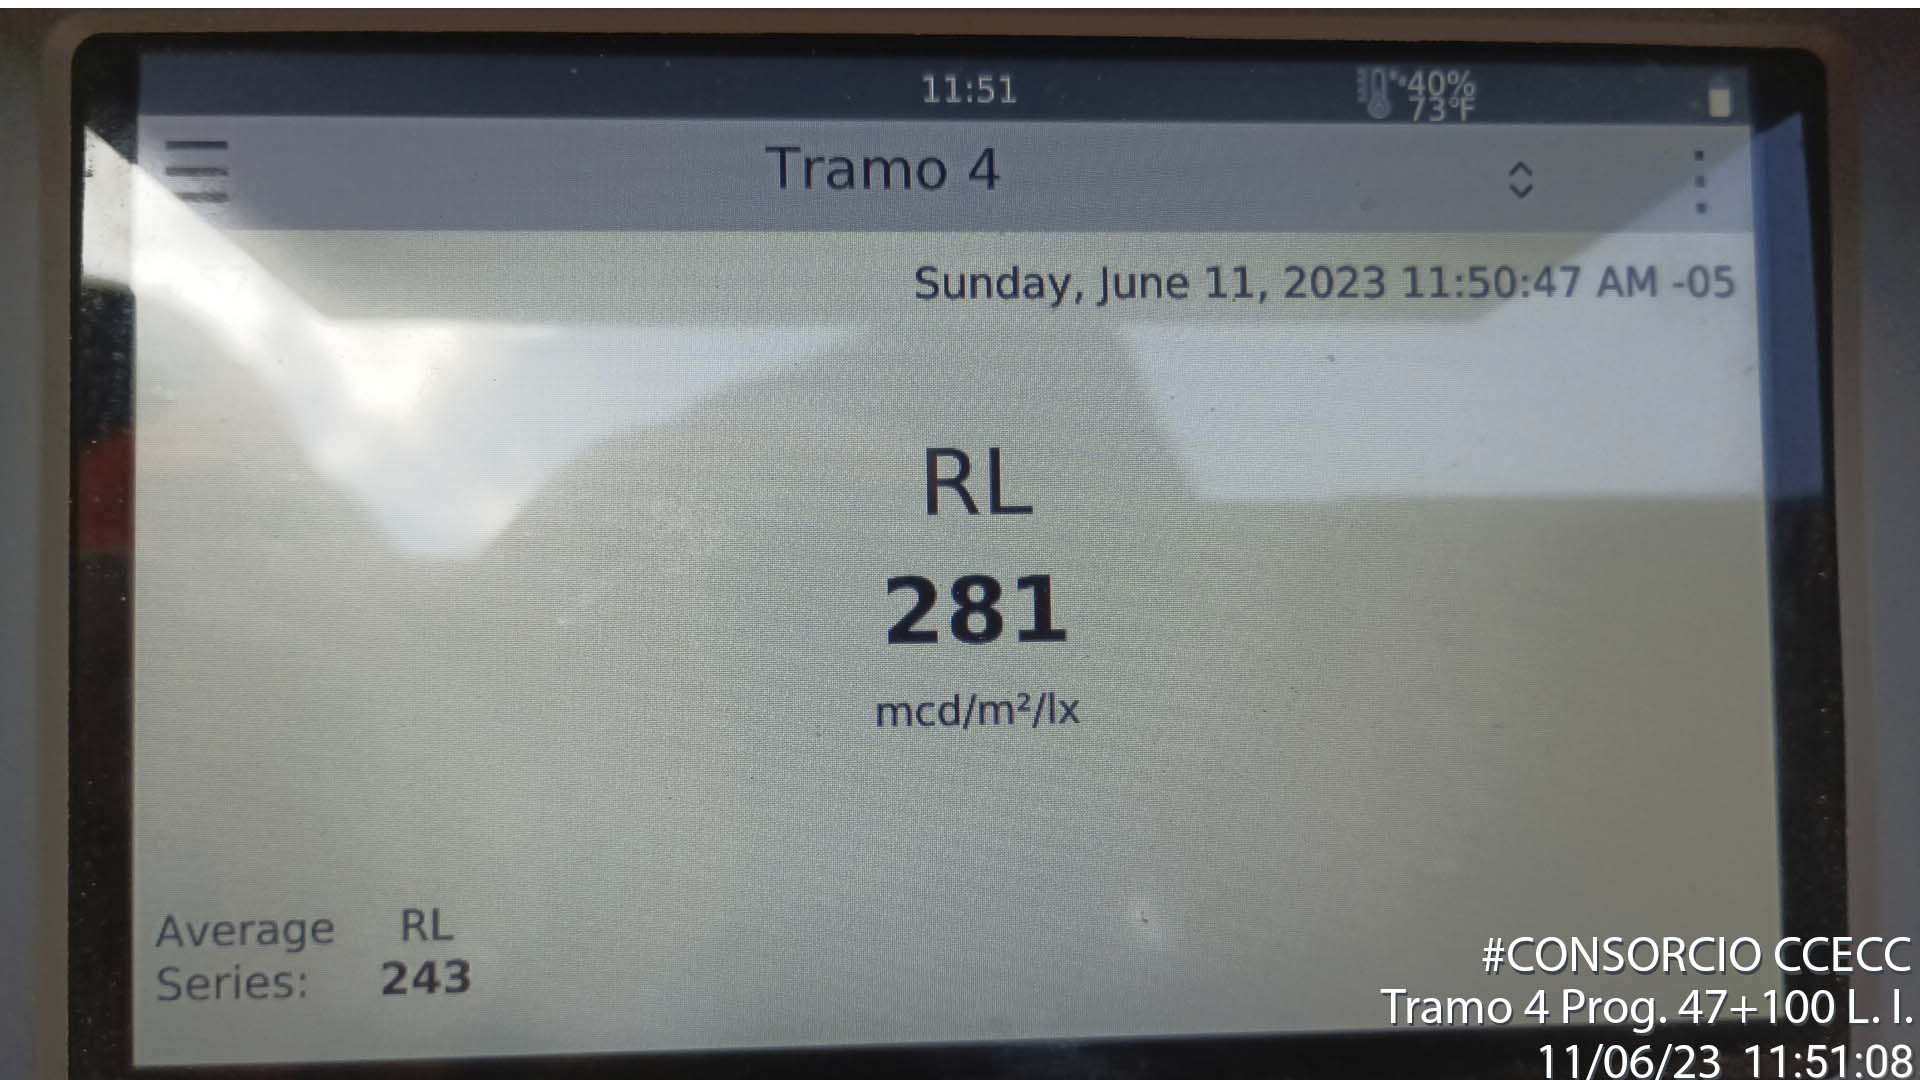 11:51
40%
73°F
Tramo 4
Sunday, June 11, 2023 11:50:47 AM -05
RL
281
mcd/m²/lx
Average RL
Series: 243
#CONSORCIO CCECC
Tramo 4 Prog. 47+100 L. I.
11/06/23 11:51:08